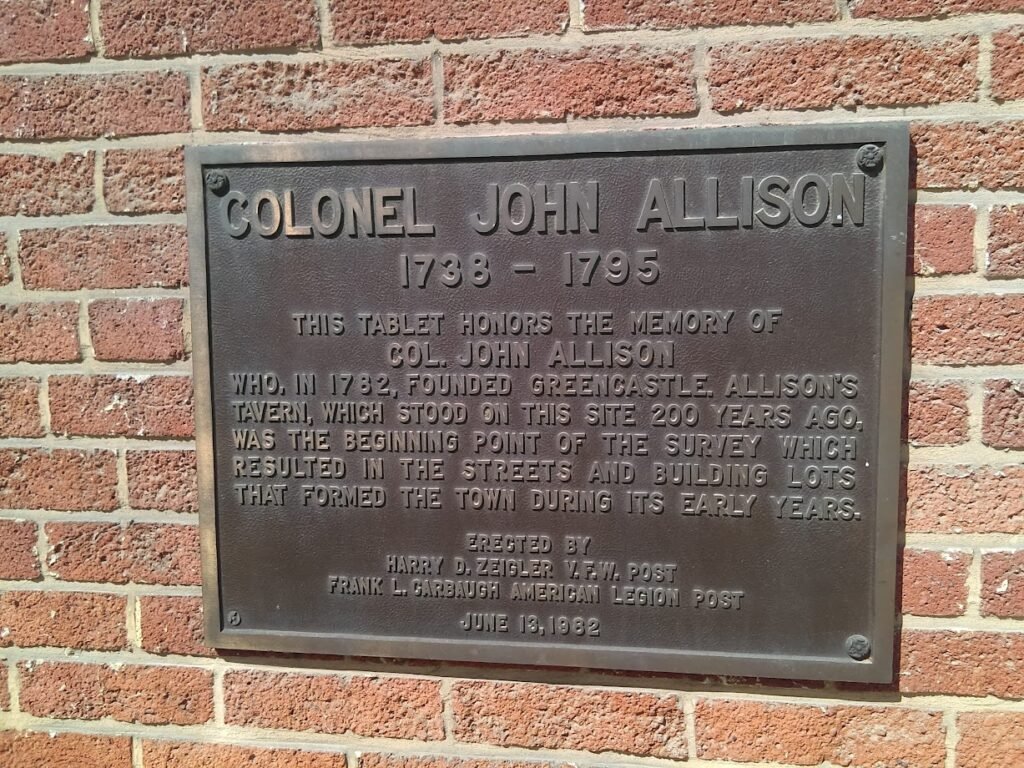 COLONEL JOHN ALLISON
1738 - 1795
THIS TABLET HONORS THE MEMORY OF
COL. JOHN ALLISON
WHO, IN 1782, FOUNDED GREENCASTLE. ALLISON'S
TAVERN, WHICH STOOD ON THIS SITE 200 YEARS AGO,
WAS THE BEGINNING POINT OF THE SURVEY WHICH
RESULTED IN THE STREETS AND BUILDING LOTS
THAT FORMED THE TOWN DURING ITS EARLY YEARS.
ERECTED BY
HARRY D. ZEIGLER V.F.W. POST
FRANK L. CARBAUGH AMERICAN LEGION POST
JUNE 13, 1982